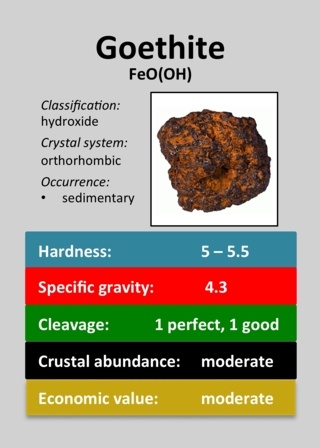 Goethite
FeO(OH)
Classification:
hydroxide
Crystal system:
orthorhombic
Occurrence:
• sedimentary
Hardness: 5 – 5.5
Specific gravity: 4.3
Cleavage: 1 perfect, 1 good
Crustal abundance: moderate
Economic value: moderate